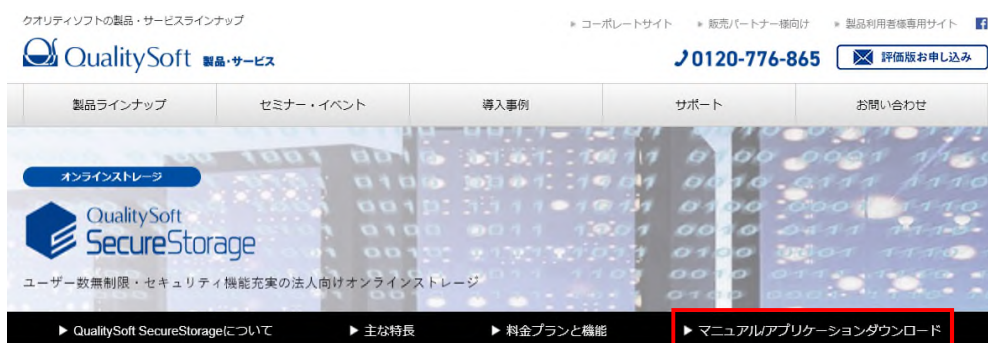 クオリティソフトの製品・サービスラインナップ
▶ コーポレートサイト ▶ 販売パートナー様向け ▶ 製品利用者様専用サイト f
QualitySoft 製品・サービス
0120-776-865 評価版お申し込み
製品ラインナップ セミナー・イベント 導入事例 サポート お問い合わせ
オンラインストレージ
QualitySoft
SecureStorage
ユーザー数無制限・セキュリティ機能充実の法人向けオンラインストレージ
▶ QualitySoft SecureStorageについて ▶ 主な特長 ▶ 料金プランと機能 ▶ マニュアル/アプリケーションダウンロード